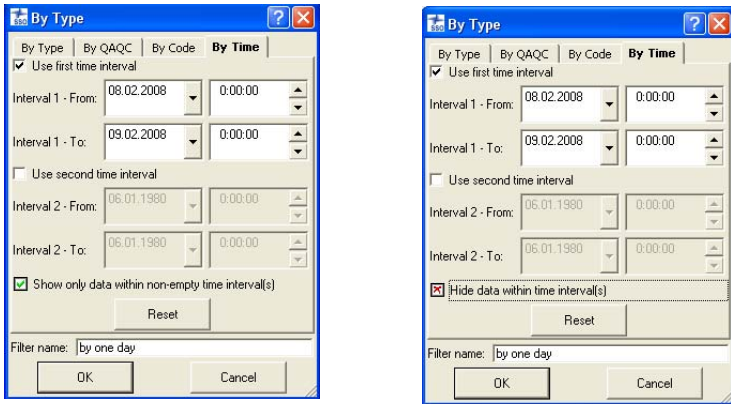 By Type
By Type By QAQC By Code By Time
Use first time interval
Interval 1 - From: 08.02.2008 0:00:00
Interval 1 - To: 09.02.2008 0:00:00
Use second time interval
Interval 2 - From: 06.01.1980 0:00:00
Interval 2 - To: 06.01.1980 0:00:00
Show only data within non-empty time interval(s)
Reset
Filter name: by one day
OK Cancel
By Type
By Type By QAQC By Code By Time
Use first time interval
Interval 1 - From: 08.02.2008 0:00:00
Interval 1 - To: 09.02.2008 0:00:00
Use second time interval
Interval 2 - From: 06.01.1980 0:00:00
Interval 2 - To: 06.01.1980 0:00:00
Hide data within time interval(s)
Reset
Filter name: by one day
OK Cancel